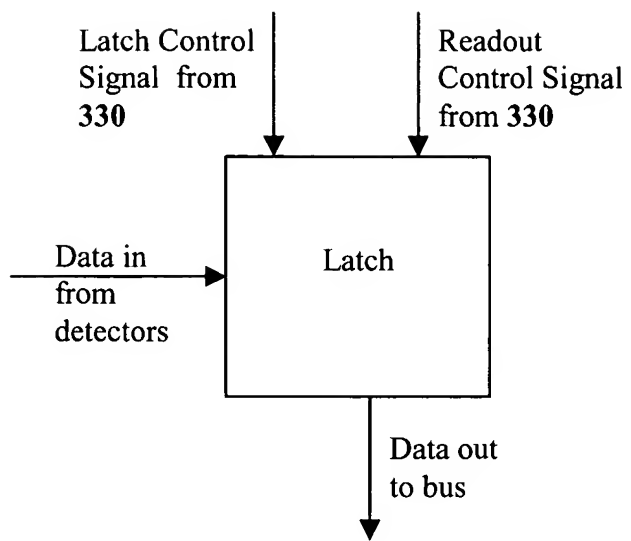 Latch Control
Signal from
330
Readout
Control Signal
from 330
Data in
from
detectors
Latch
Data out
to bus